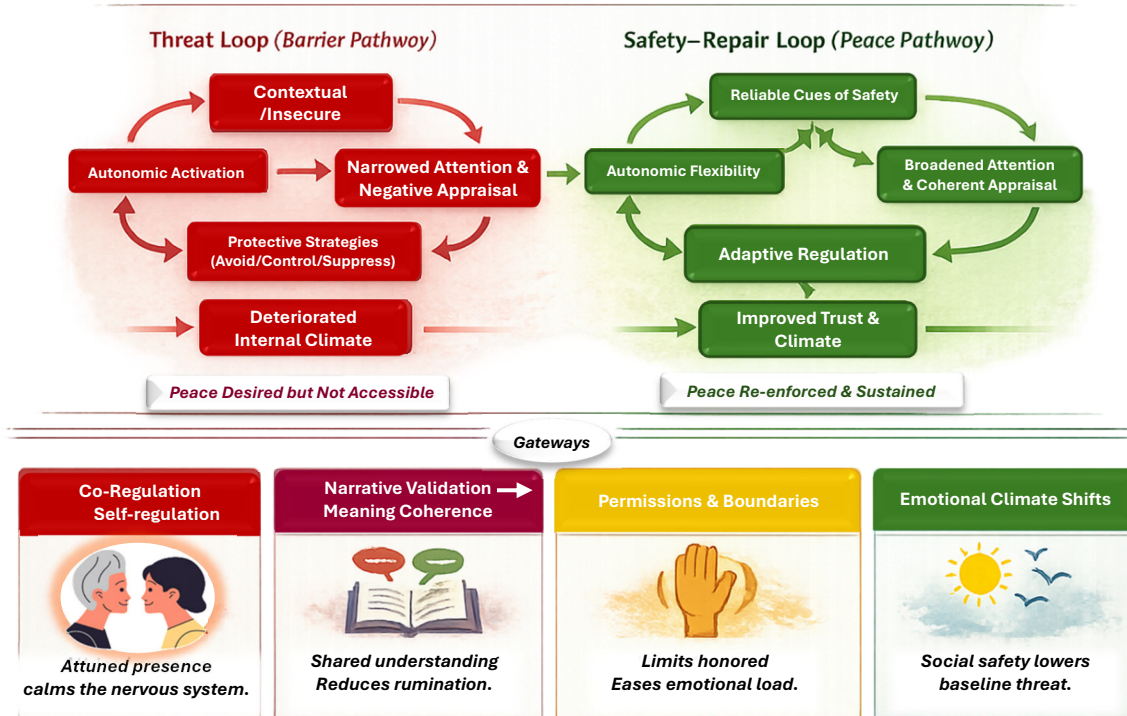 Threat Loop (Barrier Pathwoy)
Safety–Repair Loop (Peace Pathwoy)
Contextual
/Insecure
Autonomic Activation
Narrowed Attention &
Negative Appraisal
Protective Strategies
(Avoid/Control/Suppress)
Deteriorated
Internal Climate
Peace Desired but Not Accessible
Reliable Cues of Safety
Autonomic Flexibility
Broadened Attention
& Coherent Appraisal
Adaptive Regulation
Improved Trust &
Climate
Peace Re-enforced & Sustained
Gateways
Co-Regulation
Self-regulation
Attuned presence
calms the nervous system.
Narrative Validation
Meaning Coherence
Shared understanding
Reduces rumination.
Permissions & Boundaries
Limits honored
Eases emotional load.
Emotional Climate Shifts
Social safety lowers
baseline threat.